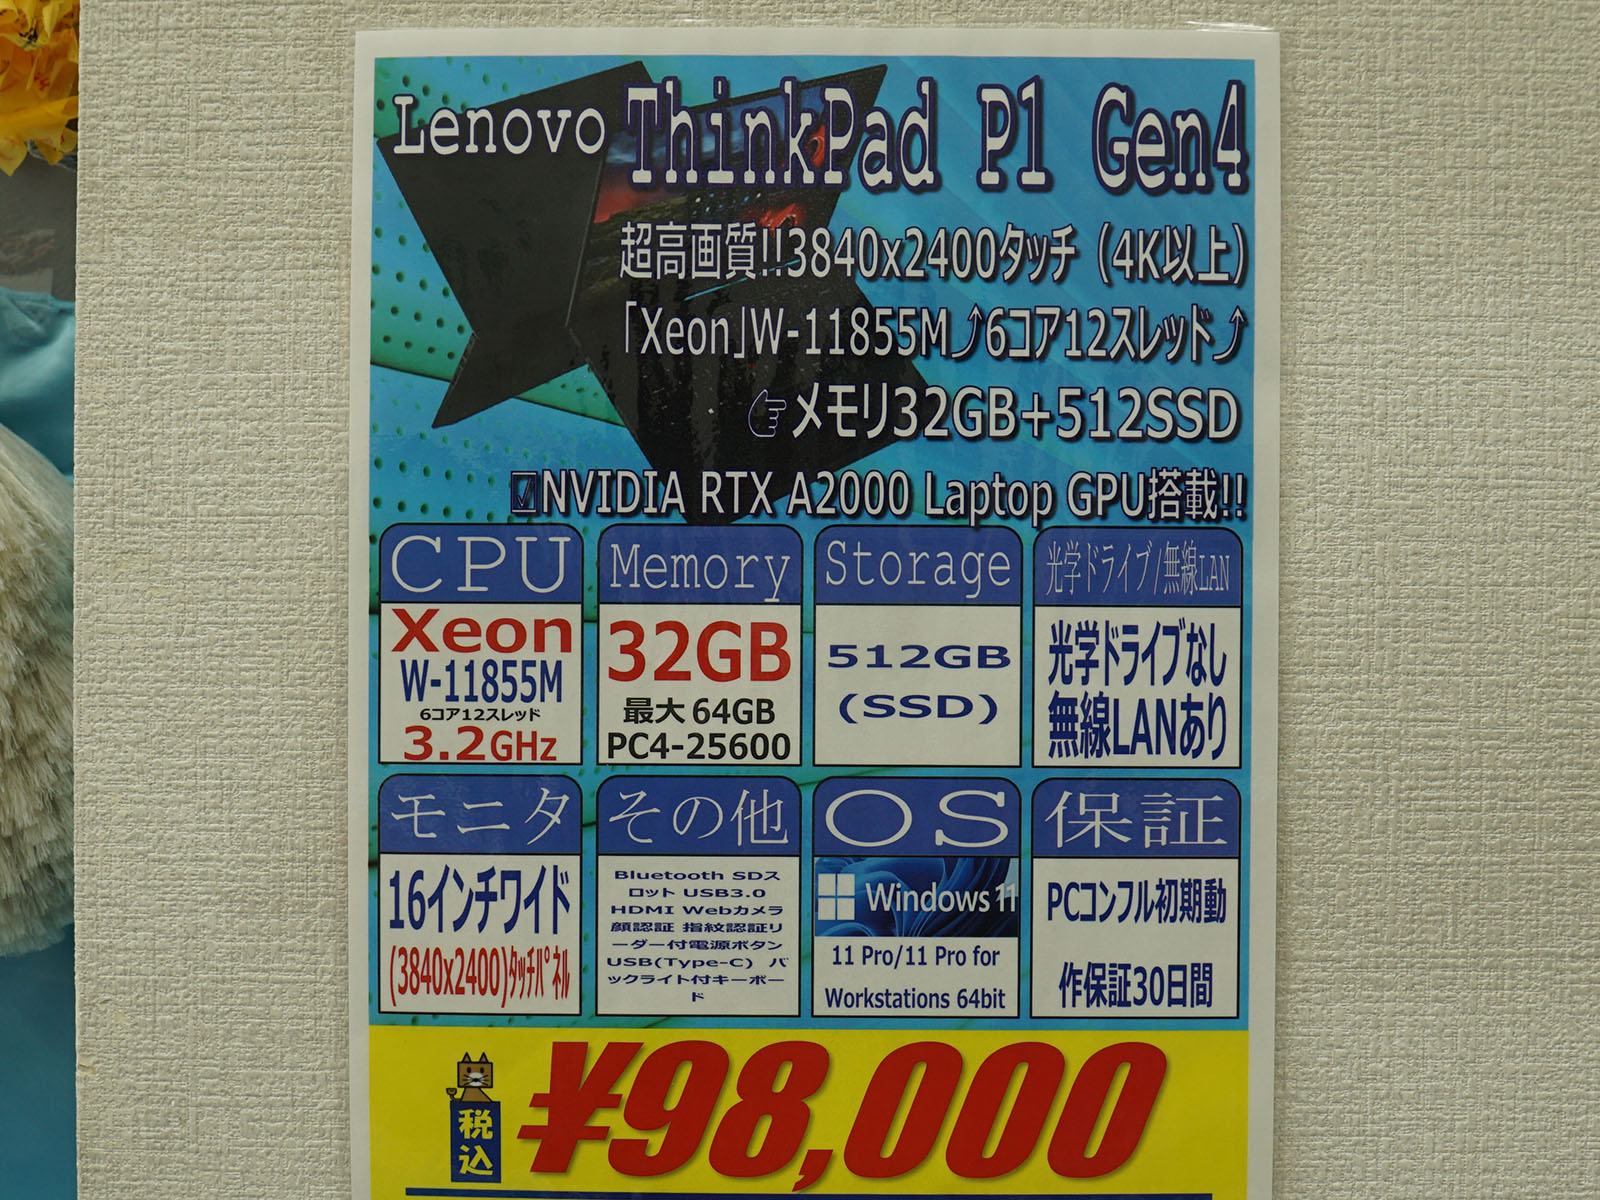 Lenovo ThinkPad P1 Gen4
超高画質!!3840x2400タッチ（4K以上）
「Xeon」W-11855M⤴6コア12スレッド⤴
☞メモリ32GB+512SSD
☑NVIDIA RTX A2000 Laptop GPU搭載!!
CPU
Xeon
W-11855M
6コア12スレッド
3.2GHz
Memory
32GB
最大 64GB
PC4-25600
Storage
512GB
(SSD)
光学ドライブ/無線LAN
光学ドライブなし
無線LANあり
モニタ
16インチワイド
(3840x2400)ﾀｯﾁﾊﾟﾈﾙ
その他
Bluetooth SDス
ロット USB3.0
HDMI Webカメラ
顔認証 指紋認証リ
ーダー付電源ボタン
USB(Type-C) バ
ックライト付キーボー
ド
OS
Windows 11
11 Pro/11 Pro for
Workstations 64bit
保証
PCコンフル初期動
作保証30日間
税込
¥98,000